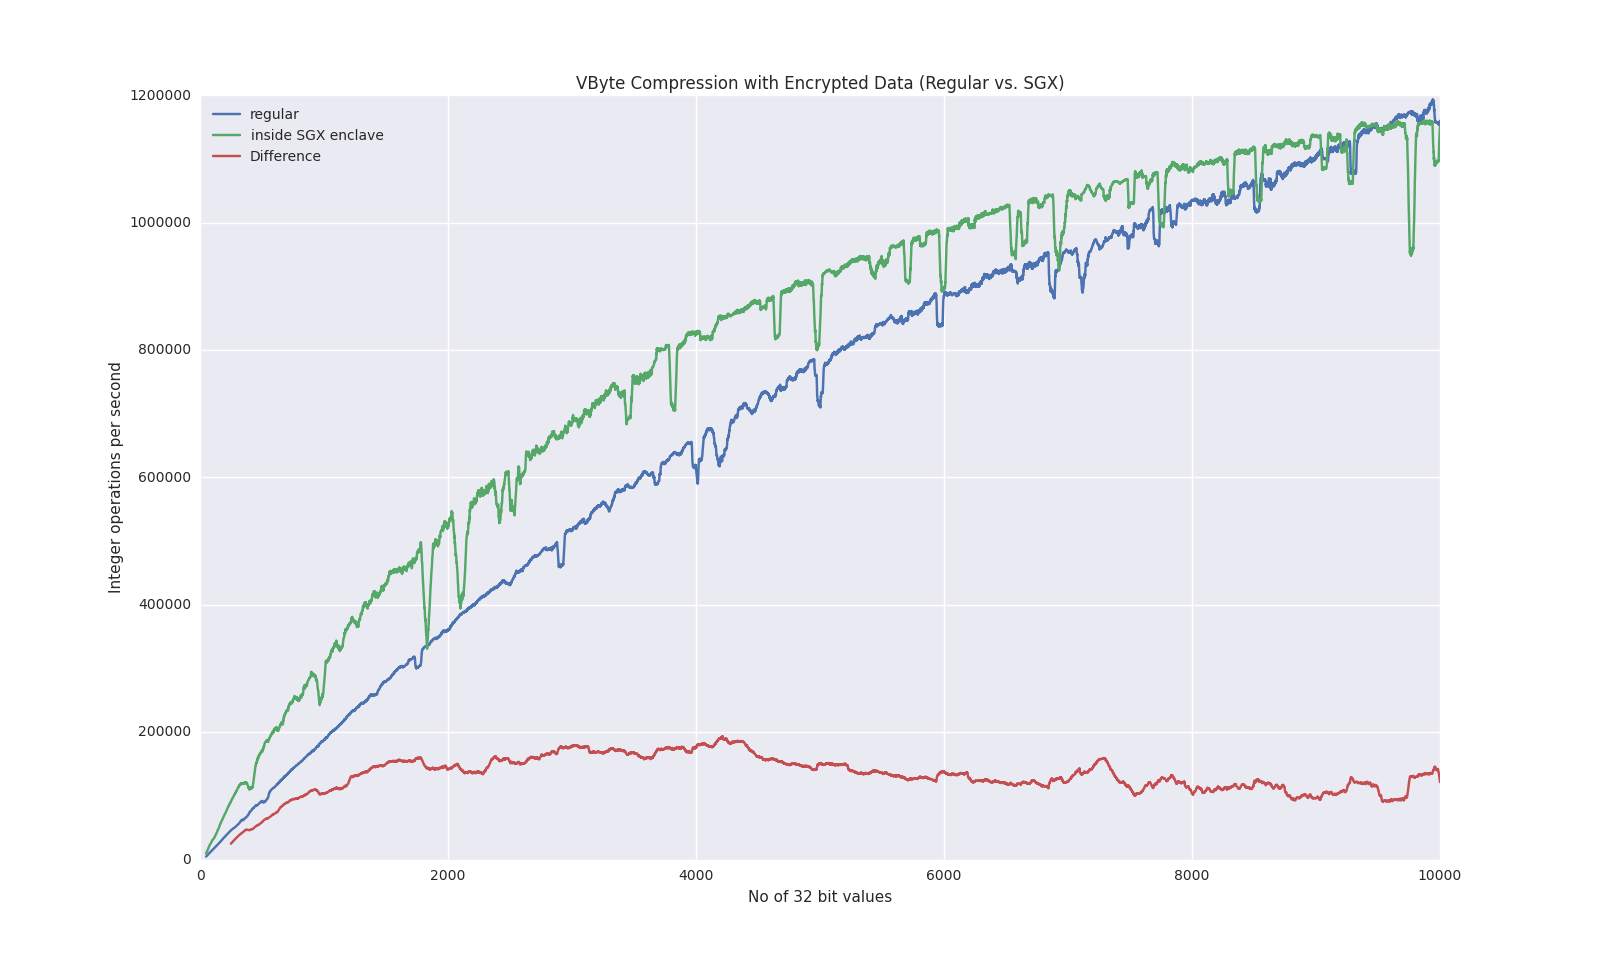 VByte Compression with Encrypted Data (Regular vs. SGX)
1200000
1000000
800000
600000
400000
200000
0
regular
inside SGX enclave
Difference
Integer operations per second
0 2000 4000 6000 8000 10000
No of 32 bit values